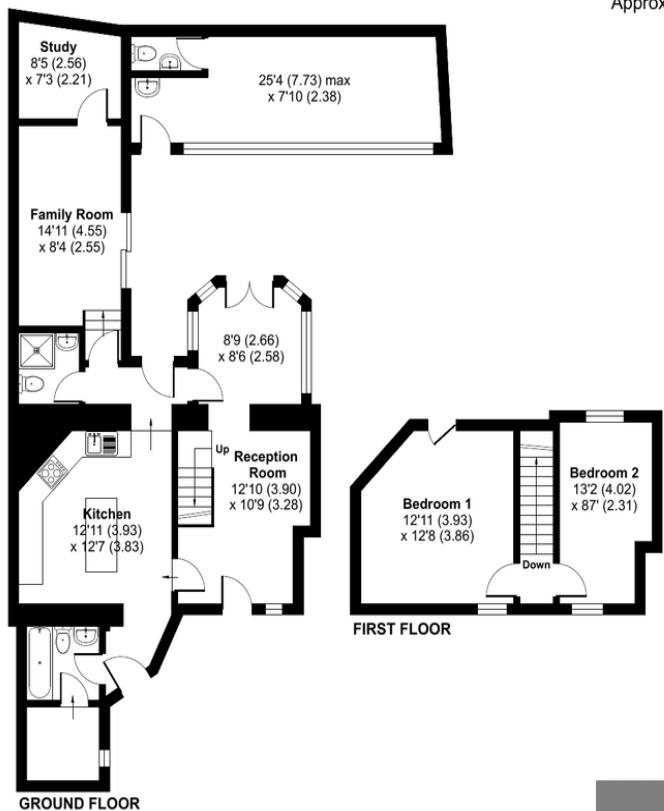 Approx
Study
8'5 (2.56)
x 7'3 (2.21)
25'4 (7.73) max
x 7'10 (2.38)
Family Room
14'11 (4.55)
x 8'4 (2.55)
8'9 (2.66)
x 8'6 (2.58)
Up
Reception
Room
12'10 (3.90)
x 10'9 (3.28)
Kitchen
12'11 (3.93)
x 12'7 (3.83)
Bedroom 1
12'11 (3.93)
x 12'8 (3.86)
Down
Bedroom 2
13'2 (4.02)
x 87' (2.31)
FIRST FLOOR
GROUND FLOOR